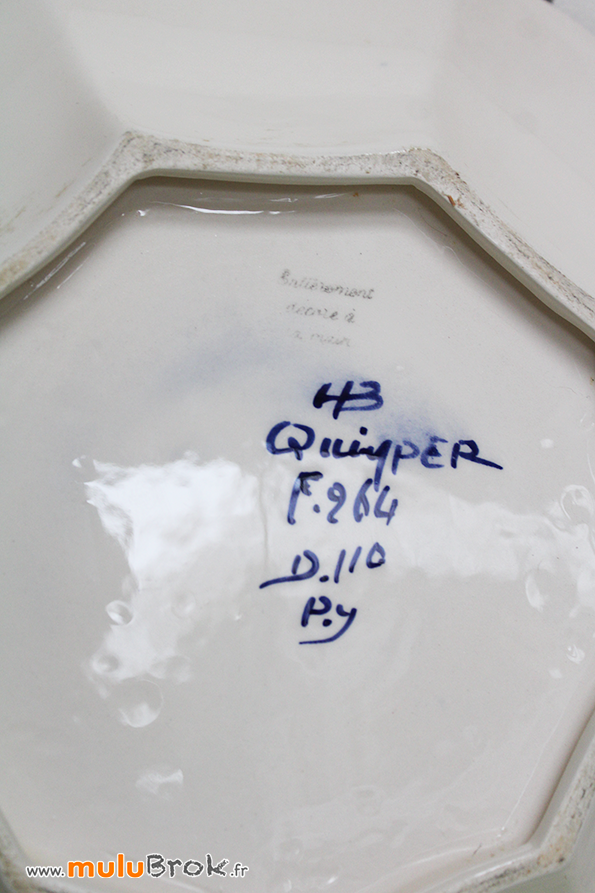 Entièrement
décoré à
la main
HB
QuimPER
F.264
D.110
P.y
www.muluBrok.fr